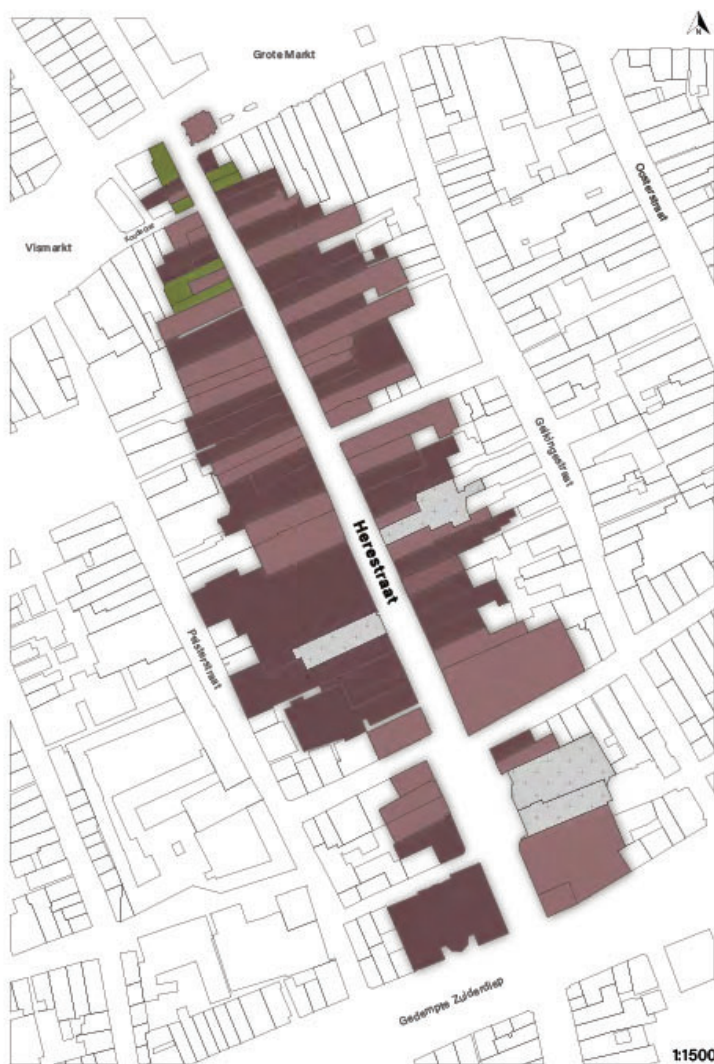 N
Grote Markt
Oosterstraat
Vismarkt
Gelkingestraat
Herestraat
Pelsterstraat
Gedempte Zuiderdiep
1:1500